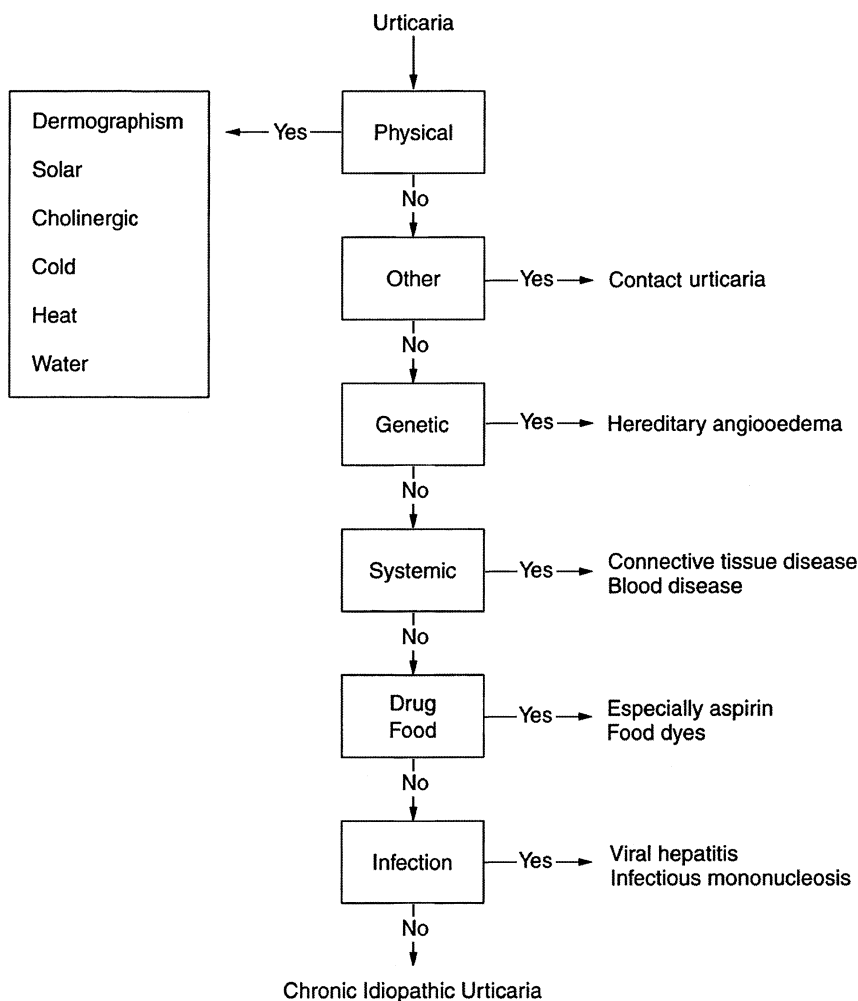 Urticaria
Physical
Yes
Dermographism
Solar
Cholinergic
Cold
Heat
Water
No
Other
Yes
Contact urticaria
No
Genetic
Yes
Hereditary angiooedema
No
Systemic
Yes
Connective tissue disease
Blood disease
No
Drug
Food
Yes
Especially aspirin
Food dyes
No
Infection
Yes
Viral hepatitis
Infectious mononucleosis
No
Chronic Idiopathic Urticaria